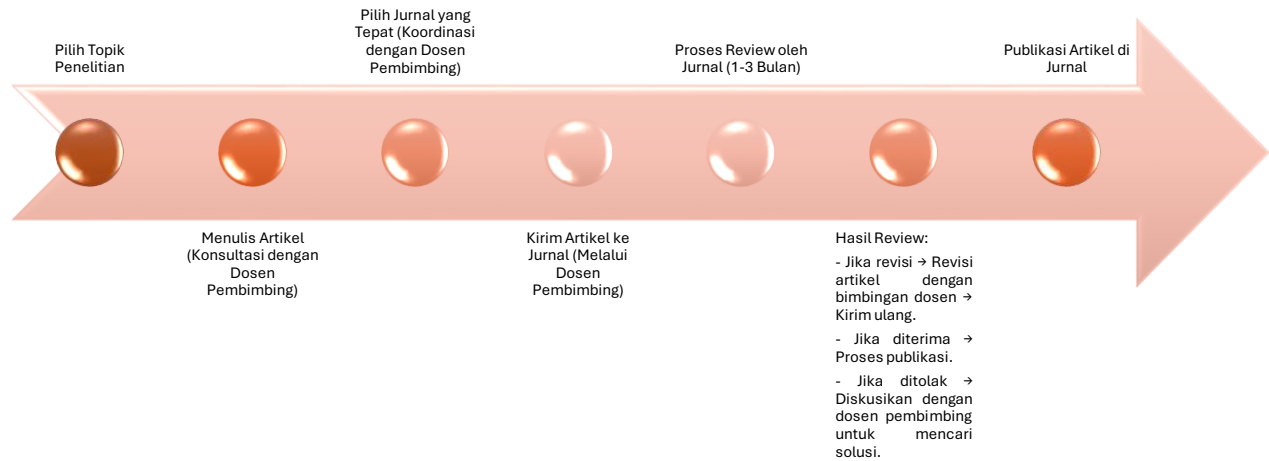 Pilih Topik
Penelitian
Menulis Artikel
(Konsultasi dengan
Dosen
Pembimbing)
Pilih Jurnal yang
Tepat (Koordinasi
dengan Dosen
Pembimbing)
Kirim Artikel ke
Jurnal (Melalui
Dosen
Pembimbing)
Proses Review oleh
Jurnal (1-3 Bulan)
Hasil Review:
- Jika revisi → Revisi
artikel dengan
bimbingan dosen →
Kirim ulang.
- Jika diterima →
Proses publikasi.
- Jika ditolak →
Diskusikan dengan
dosen pembimbing
untuk mencari
solusi.
Publikasi Artikel di
Jurnal